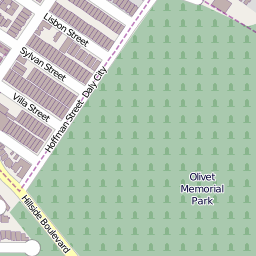 Lisbon Street
Sylvan Street
Villa Street
Hoffman Street- Daly City
Olivet
Memorial
Park
Hillside Boulevard